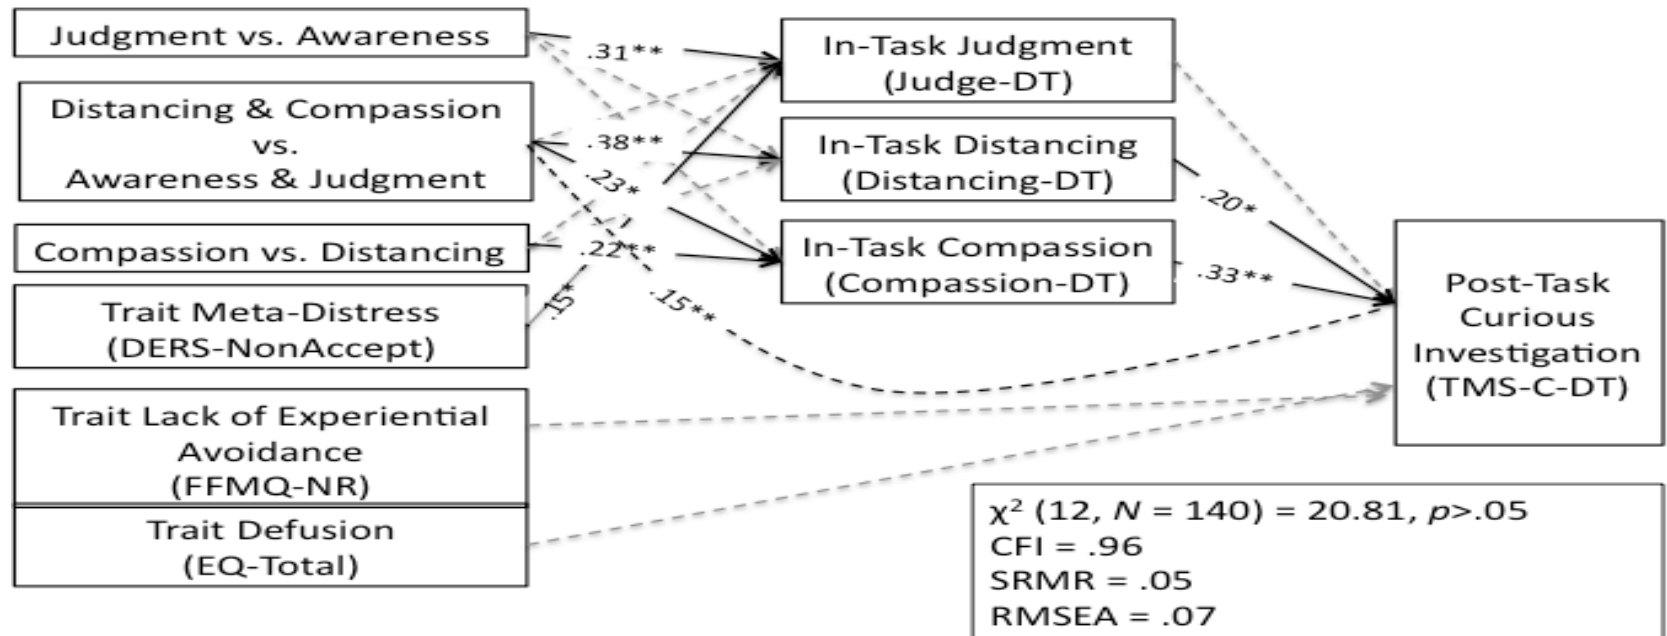 Judgment vs. Awareness
Distancing & Compassion
vs.
Awareness & Judgment
Compassion vs. Distancing
Trait Meta-Distress
(DERS-NonAccept)
Trait Lack of Experiential
Avoidance
(FFMQ-NR)
Trait Defusion
(EQ-Total)
.31**
.38**
.23*
.22**
.15*
.15**
In-Task Judgment
(Judge-DT)
In-Task Distancing
(Distancing-DT)
In-Task Compassion
(Compassion-DT)
.20*
.33**
Post-Task
Curious
Investigation
(TMS-C-DT)
χ² (12, N = 140) = 20.81, p>.05
CFI = .96
SRMR = .05
RMSEA = .07